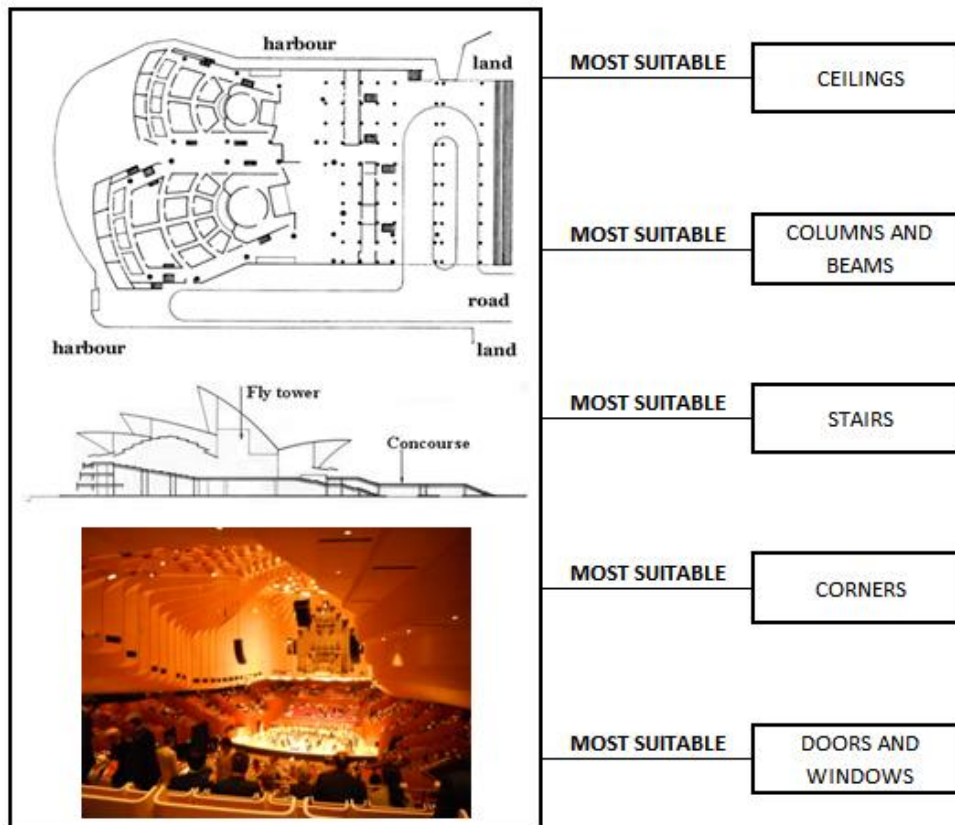 harbour
land
road
harbour
land
Fly tower
Concourse
MOST SUITABLE
CEILINGS
MOST SUITABLE
COLUMNS AND
BEAMS
MOST SUITABLE
STAIRS
MOST SUITABLE
CORNERS
MOST SUITABLE
DOORS AND
WINDOWS